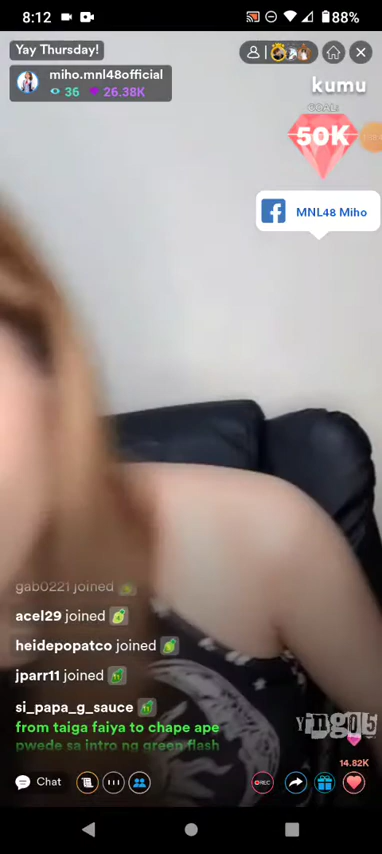 8:12
88%
Yay Thursday!
miho.mnl48official
36 26.38K
kumu
GOAL:
50K
MNL48 Miho
gab0221 joined
acel29 joined
heidepopatco joined
jparr11 joined
si_papa_g_sauce
from taiga faiya to chape ape
pwede sa intro ng green flash
Ying05
14.82K
Chat
REC